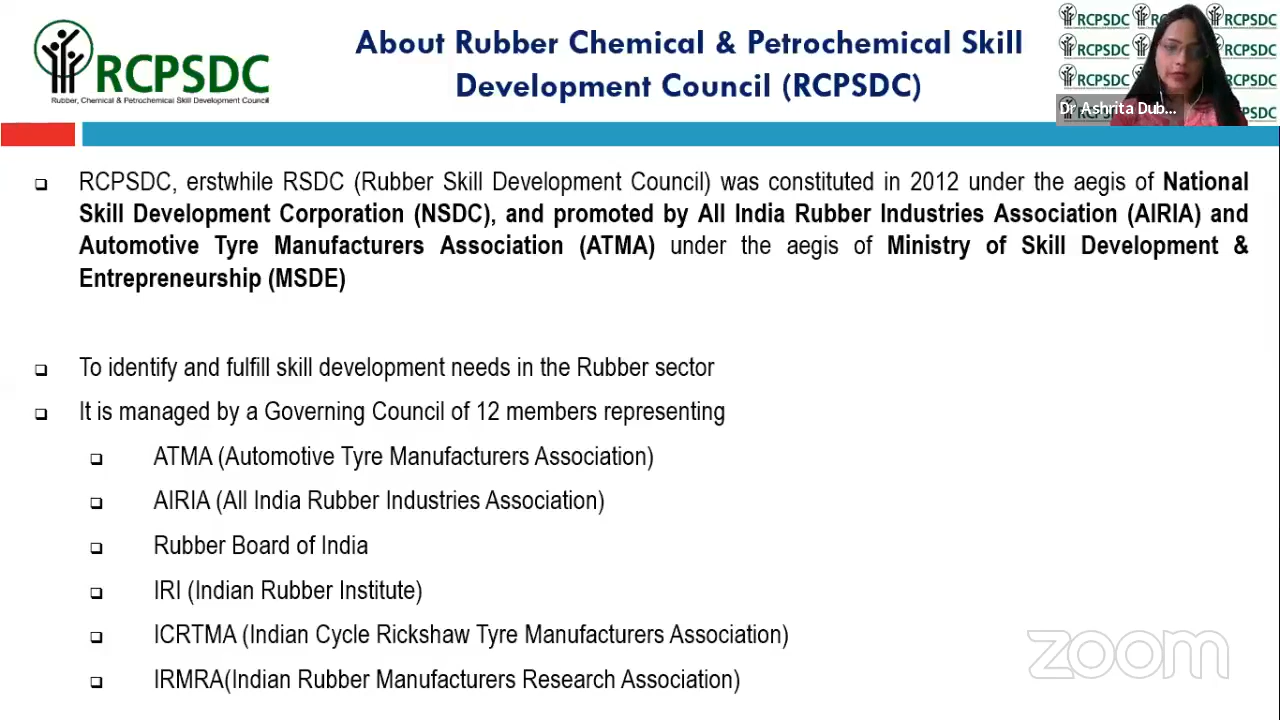 RCPSDC
Rubber, Chemical & Petrochemical Skill Development Council
About Rubber Chemical & Petrochemical Skill
Development Council (RCPSDC)
RCPSDC
RCPSDC
RCPSDC
RCPSDC
RCPSDC
RCPSDC
Dr Ashrita Dub...
RCPSDC, erstwhile RSDC (Rubber Skill Development Council) was constituted in 2012 under the aegis of National
Skill Development Corporation (NSDC), and promoted by All India Rubber Industries Association (AIRIA) and
Automotive Tyre Manufacturers Association (ATMA) under the aegis of Ministry of Skill Development &
Entrepreneurship (MSDE)
To identify and fulfill skill development needs in the Rubber sector
It is managed by a Governing Council of 12 members representing
ATMA (Automotive Tyre Manufacturers Association)
AIRIA (All India Rubber Industries Association)
Rubber Board of India
IRI (Indian Rubber Institute)
ICRTMA (Indian Cycle Rickshaw Tyre Manufacturers Association)
IRMRA(Indian Rubber Manufacturers Research Association)
zoom